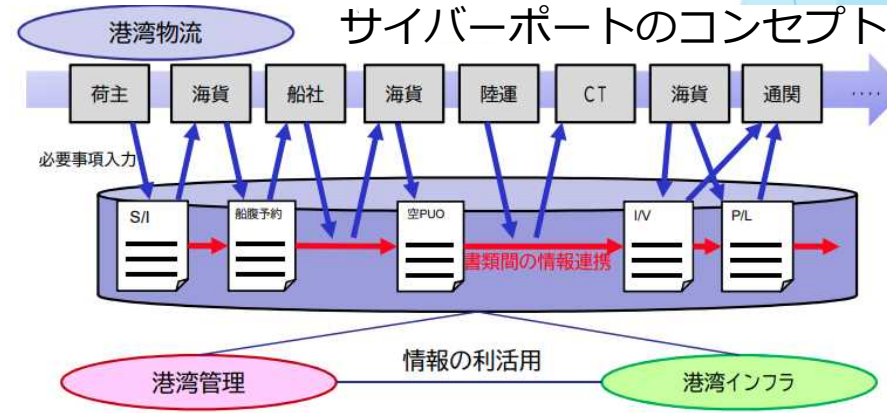 サイバーポートのコンセプト
港湾物流
荷主
海貨
船社
海貨
陸運
CT
海貨
通関
‥‥
必要事項入力
S/I
船腹予約
空PUO
I/V
P/L
書類間の情報連携
情報の利活用
港湾管理
港湾インフラ